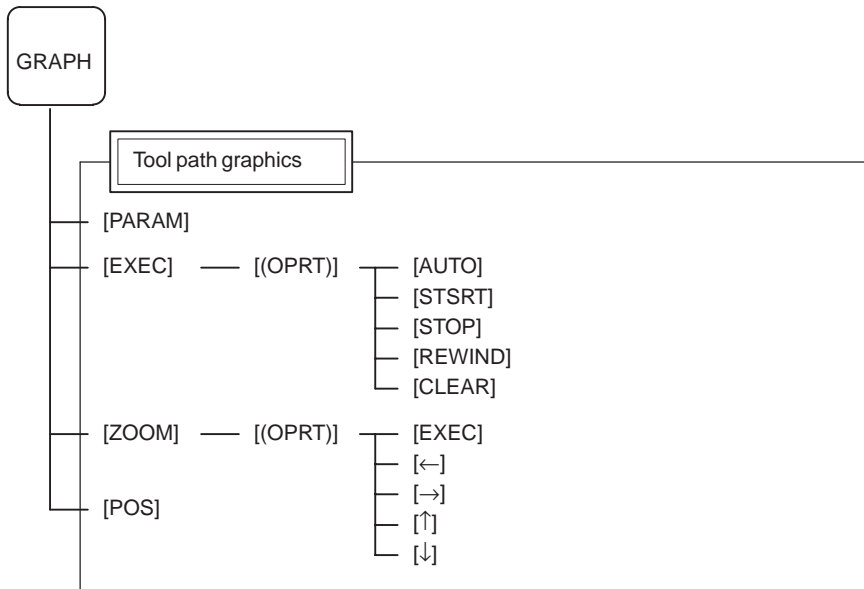 GRAPH
Tool path graphics
[PARAM]
[EXEC] [(OPRT)] [AUTO]
[STSRT]
[STOP]
[REWIND]
[CLEAR]
[ZOOM] [(OPRT)] [EXEC]
[←]
[→]
[↑]
[POS]
[↓]